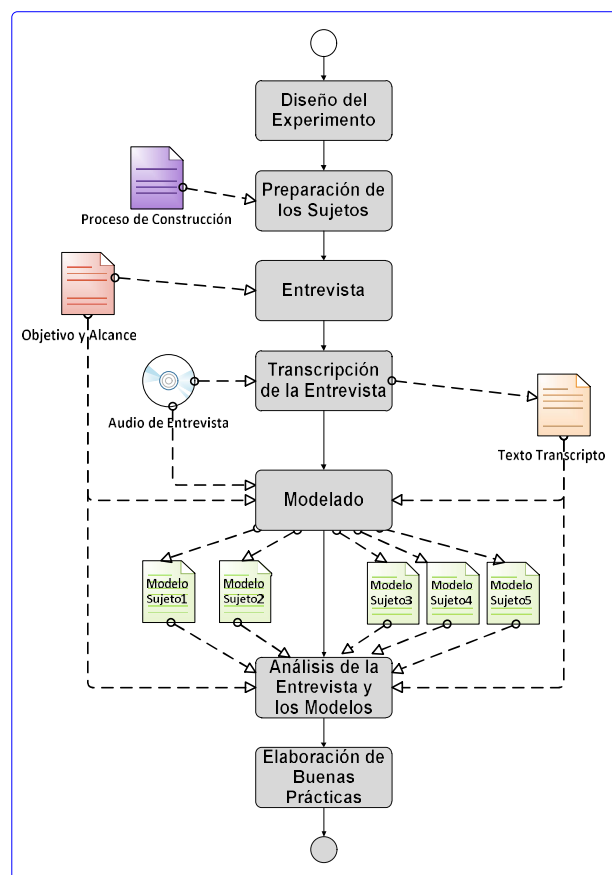 Diseño del
Experimento
Proceso de Construcción
Preparación de
los Sujetos
Objetivo y Alcance
Entrevista
Audio de Entrevista
Transcripción
de la Entrevista
Texto Transcripto
Modelado
Modelo
Sujeto1
Modelo
Sujeto2
Modelo
Sujeto3
Modelo
Sujeto4
Modelo
Sujeto5
Análisis de la
Entrevista y
los Modelos
Elaboración de
Buenas
Prácticas